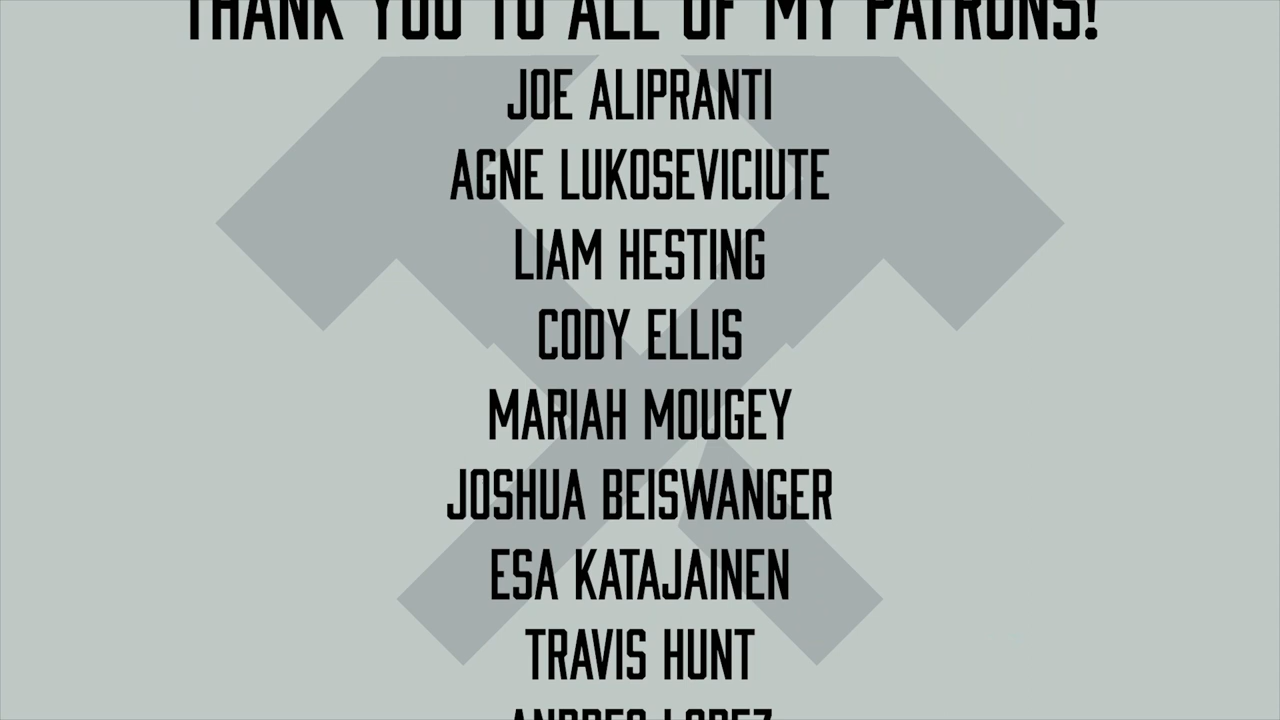 THANK YOU TO ALL OF MY PATRONS!
JOE ALIPRANTI
AGNE LUKOSEVICIUTE
LIAM HESTING
CODY ELLIS
MARIAH MOUGEY
JOSHUA BEISWANGER
ESA KATAJAINEN
TRAVIS HUNT